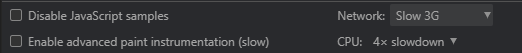 Disable JavaScript samples Network: Slow 3G
Enable advanced paint instrumentation (slow) CPU: 4× slowdown